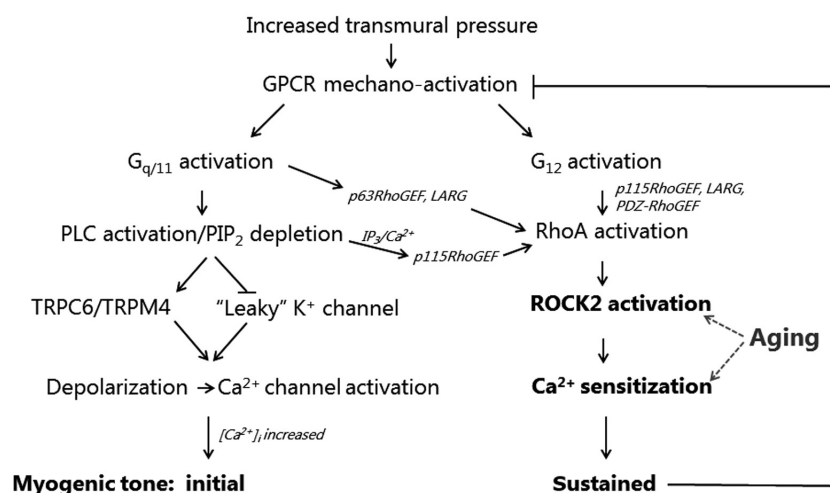 Increased transmural pressure
GPCR mechano-activation
Gq/11 activation
G12 activation
p63RhoGEF, LARG
p115RhoGEF, LARG,
PDZ-RhoGEF
PLC activation/PIP2 depletion
IP3/Ca2+
p115RhoGEF
RhoA activation
TRPC6/TRPM4
“Leaky” K+ channel
ROCK2 activation
Aging
Depolarization
Ca2+ channel activation
Ca2+ sensitization
[Ca2+]i increased
Myogenic tone: initial
Sustained